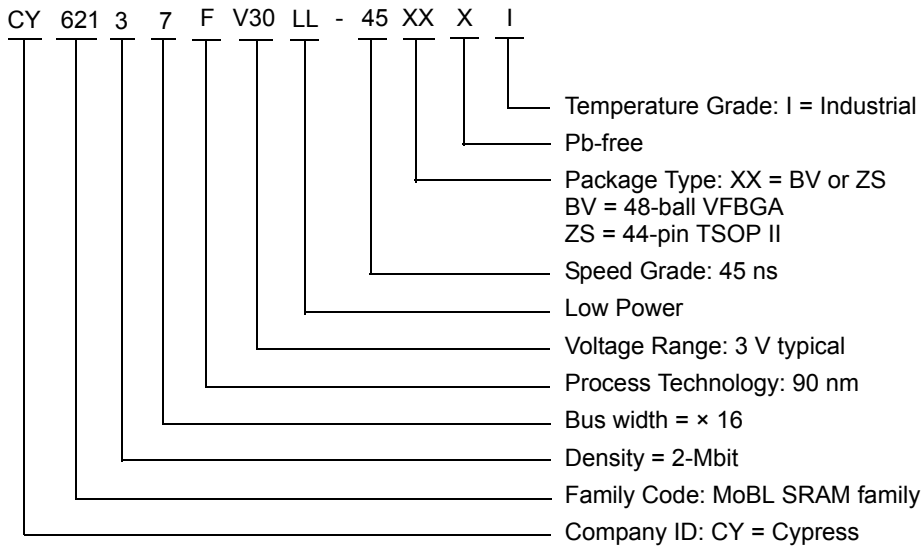 CY 621 3 7 F V30 LL - 45 XX X I
Temperature Grade: I = Industrial
Pb-free
Package Type: XX = BV or ZS
BV = 48-ball VFBGA
ZS = 44-pin TSOP II
Speed Grade: 45 ns
Low Power
Voltage Range: 3 V typical
Process Technology: 90 nm
Bus width = × 16
Density = 2-Mbit
Family Code: MoBL SRAM family
Company ID: CY = Cypress